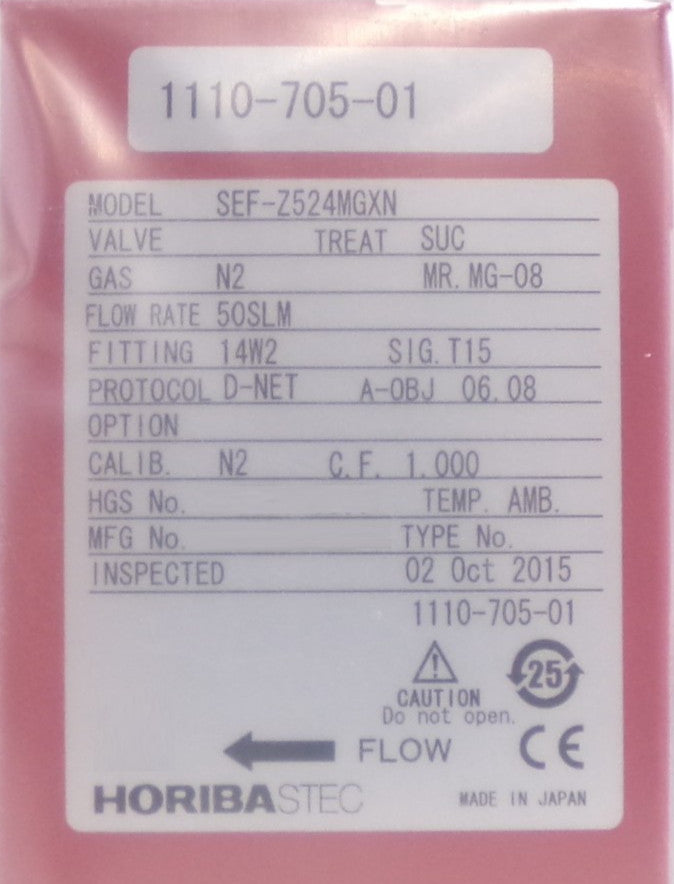 1110-705-01
MODEL SEF-Z524MGXN
VALVE TREAT SUC
GAS N2 MR.MG-08
FLOW RATE 50SLM
FITTING 14W2 SIG.T15
PROTOCOL D-NET A-OBJ 06.08
OPTION
CALIB. N2 C.F. 1.000
HGS No. TEMP. AMB.
MFG No. TYPE No.
INSPECTED 02 Oct 2015
1110-705-01
25
CAUTION
Do not open.
FLOW CE
HORIBASTEC MADE IN JAPAN